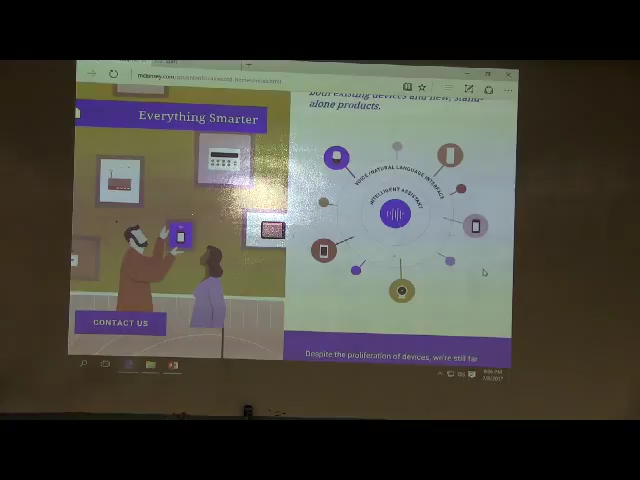 Everything Smarter
CONTACT US
both existing devices and new, stand-
alone products.
VOICE/NATURAL LANGUAGE INTERFACE
INTELLIGENT ASSISTANT
Despite the proliferation of devices, we're still far